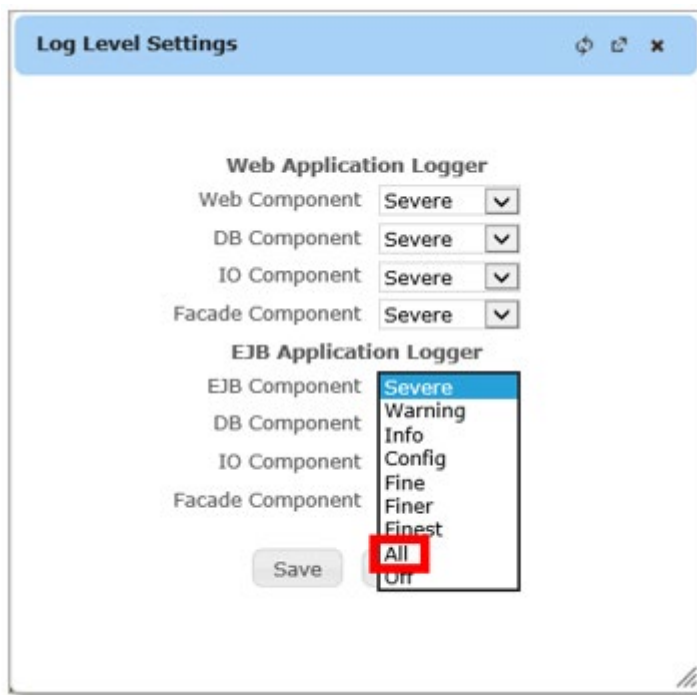 Log Level Settings
Web Application Logger
Web Component Severe
DB Component Severe
IO Component Severe
Facade Component Severe
EJB Application Logger
EJB Component Severe
Warning
DB Component
Info
IO Component Config
Fine
Facade Component Finer
Finest
All
Save
Off